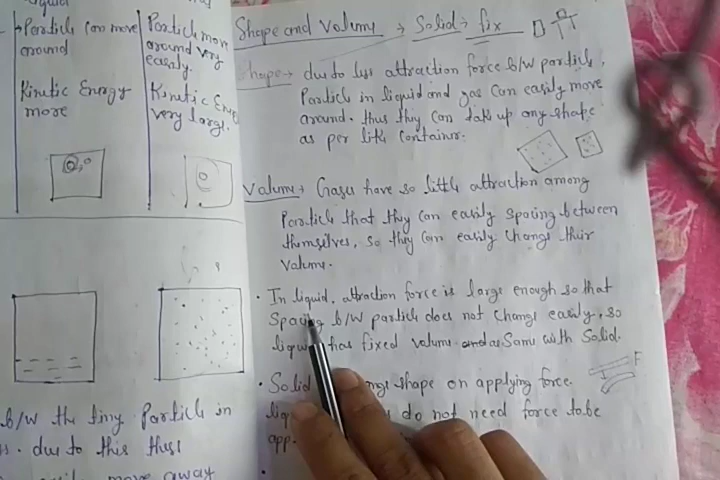 Particle can move
around
Kinetic Energy
more
Particle move
around very
easily.
Kinetic Ene
very large.
b/w the tiny Particle in
due to this thus
move away
Shape and Volume → Solid → fix
Shape → due to less attraction force b/w particle,
Particle in liquid and gas can easily move
around. thus they can take up any shape
as per like Container.
Volume → Gases have so little attraction among
Particle that they can easily spacing between
themselves, so they can easily change their
Volume.
• In liquid, attraction force is large enough so that
Spacing b/w particle does not change easily, so
liquid has fixed volume as Same with Solid.
• Solid shape on applying force.
do not need force to be
app
F